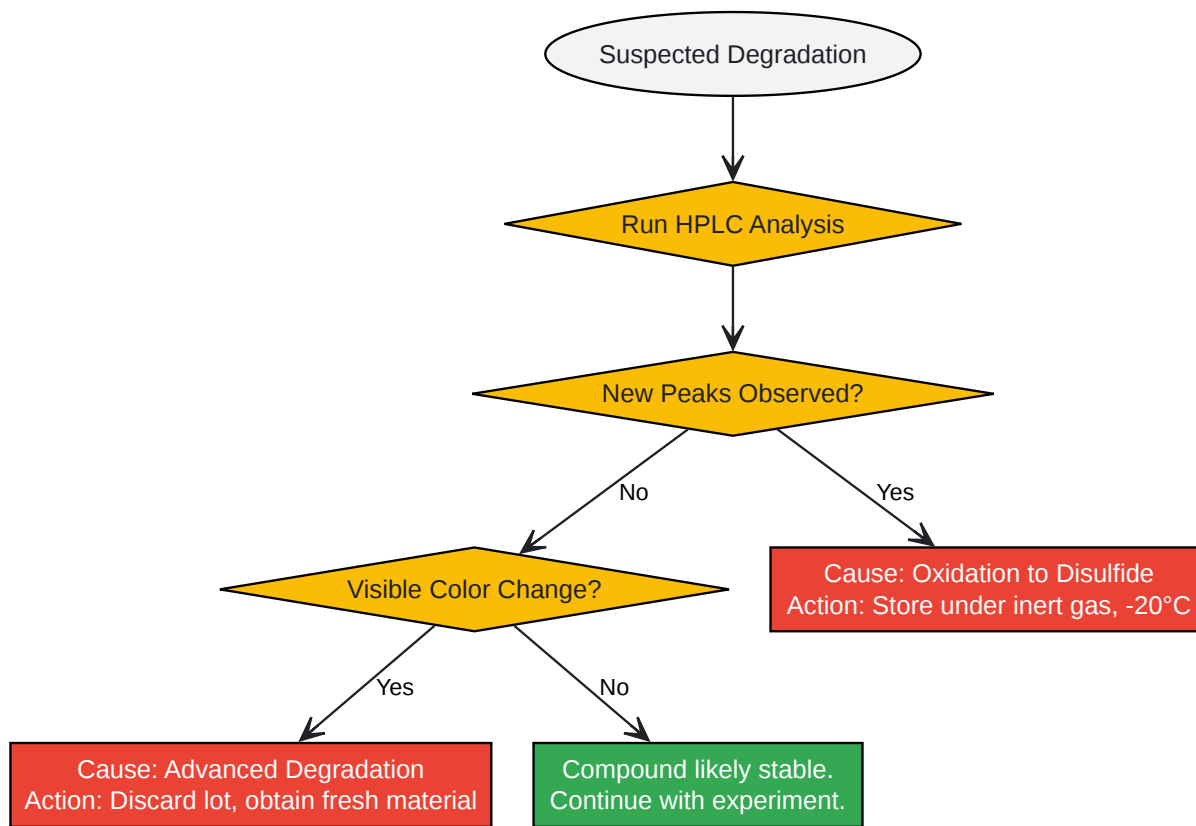 Suspected Degradation
Run HPLC Analysis
New Peaks Observed?
No
Yes
Visible Color Change?
Cause: Oxidation to Disulfide
Action: Store under inert gas, -20°C
Yes
No
Cause: Advanced Degradation
Action: Discard lot, obtain fresh material
Compound likely stable.
Continue with experiment.